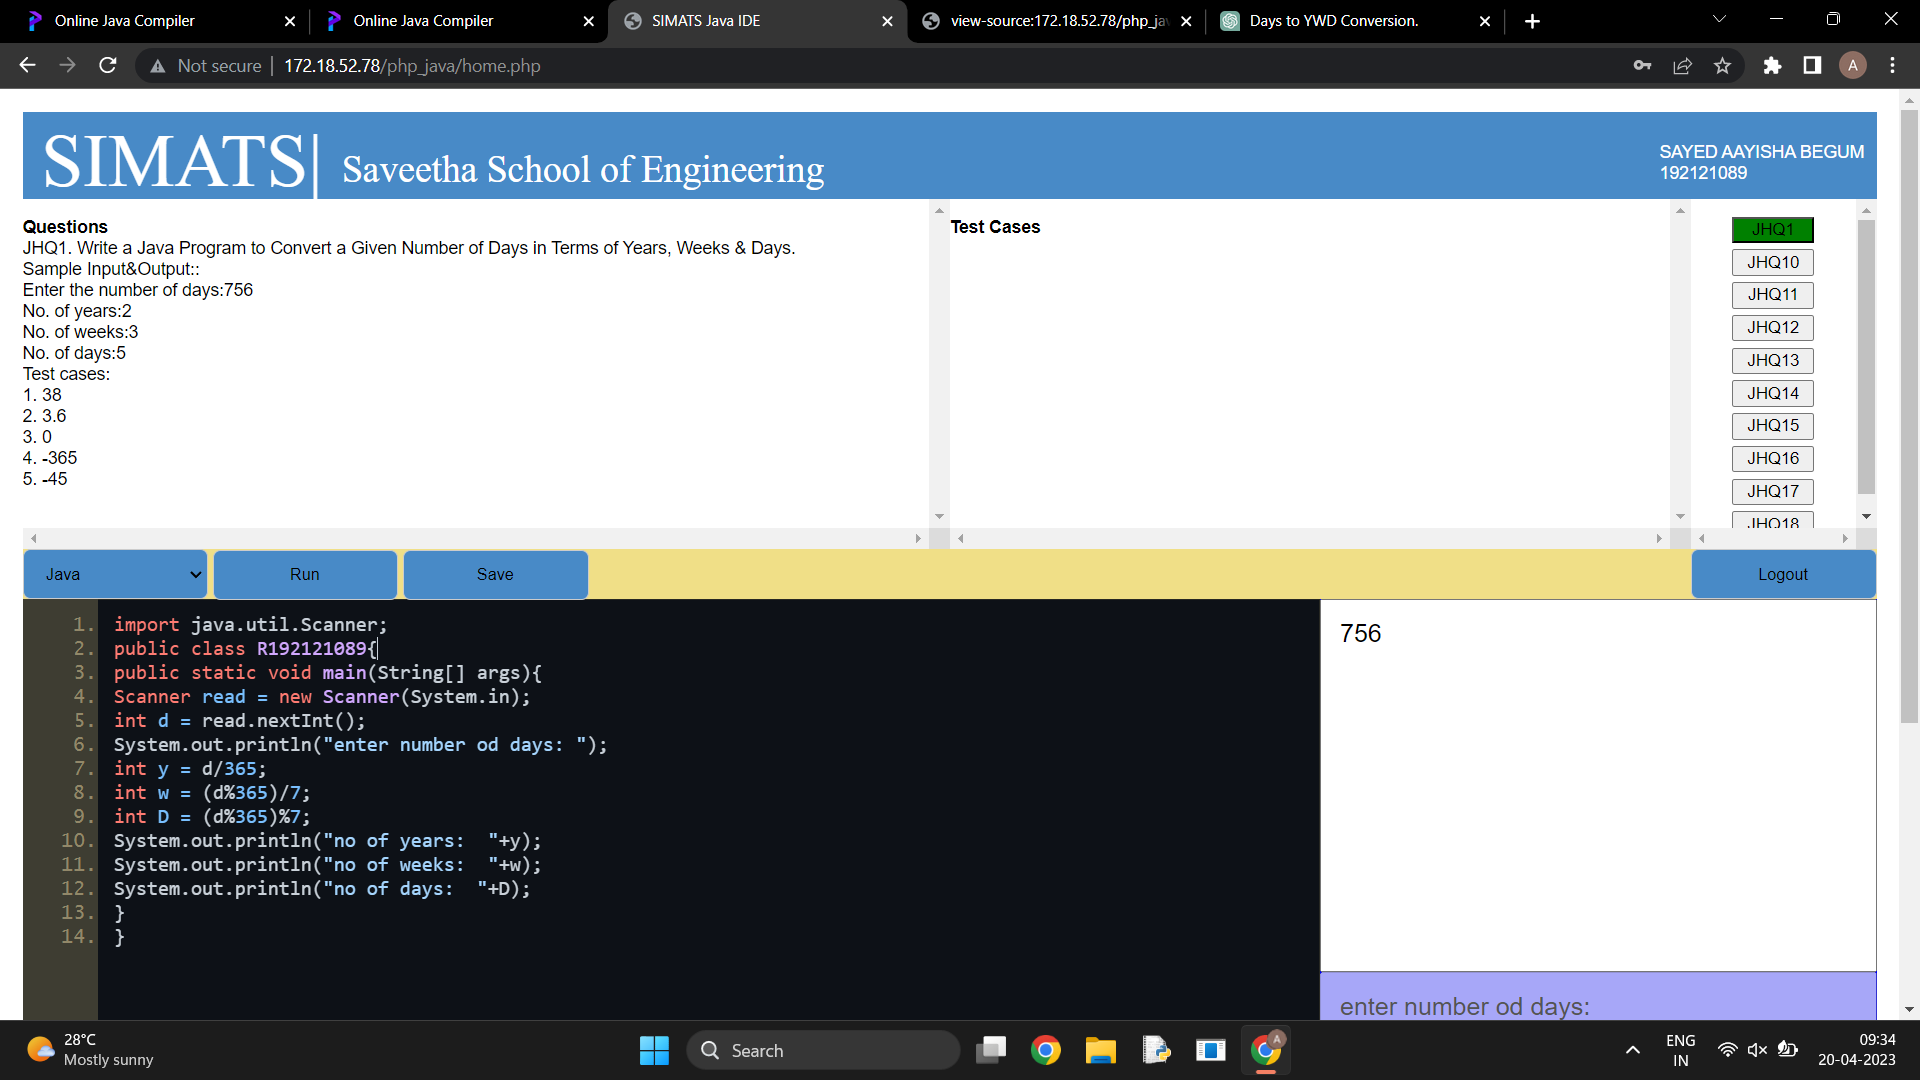 Online Java Compiler
Online Java Compiler
SIMATS Java IDE
view-source:172.18.52.78/php_ja
Days to YWD Conversion.
Not secure
172.18.52.78/php_java/home.php
A
SIMATS|
Saveetha School of Engineering
SAYED AAYISHA BEGUM
192121089
Questions
JHQ1. Write a Java Program to Convert a Given Number of Days in Terms of Years, Weeks & Days.
Sample Input&Output::
Enter the number of days:756
No. of years:2
No. of weeks:3
No. of days:5
Test cases:
1. 38
2. 3.6
3. 0
4. -365
5. -45
Test Cases
JHQ1
JHQ10
JHQ11
JHQ12
JHQ13
JHQ14
JHQ15
JHQ16
JHQ17
JHQ18
Java
Run
Save
Logout
1. import java.util.Scanner;
2. public class R192121089{
3. public static void main(String[] args){
4. Scanner read = new Scanner(System.in);
5. int d = read.nextInt();
6. System.out.println("enter number od days: ");
7. int y = d/365;
8. int w = (d%365)/7;
9. int D = (d%365)%7;
10. System.out.println("no of years:  "+y);
11. System.out.println("no of weeks:  "+w);
12. System.out.println("no of days:  "+D);
13. }
14. }
756
enter number od days:
28°C
Mostly sunny
Search
A
ENG
IN
09:34
20-04-2023